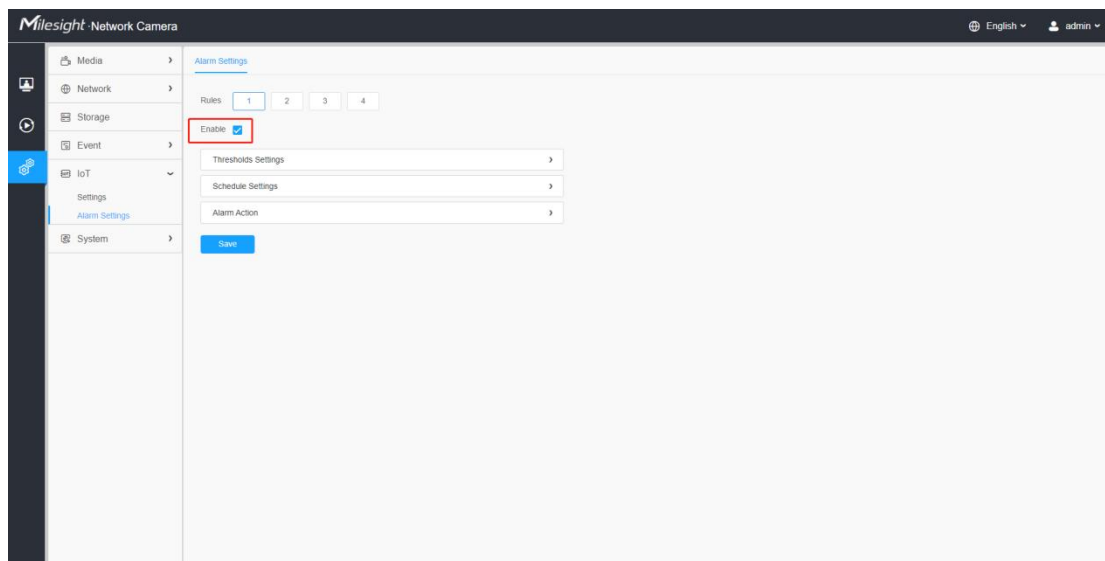 Milesight·Network Camera
English
admin
Media
Network
Storage
Event
IoT
Settings
Alarm Settings
System
Alarm Settings
Rules 1 2 3 4
Enable
Thresholds Settings
Schedule Settings
Alarm Action
Save